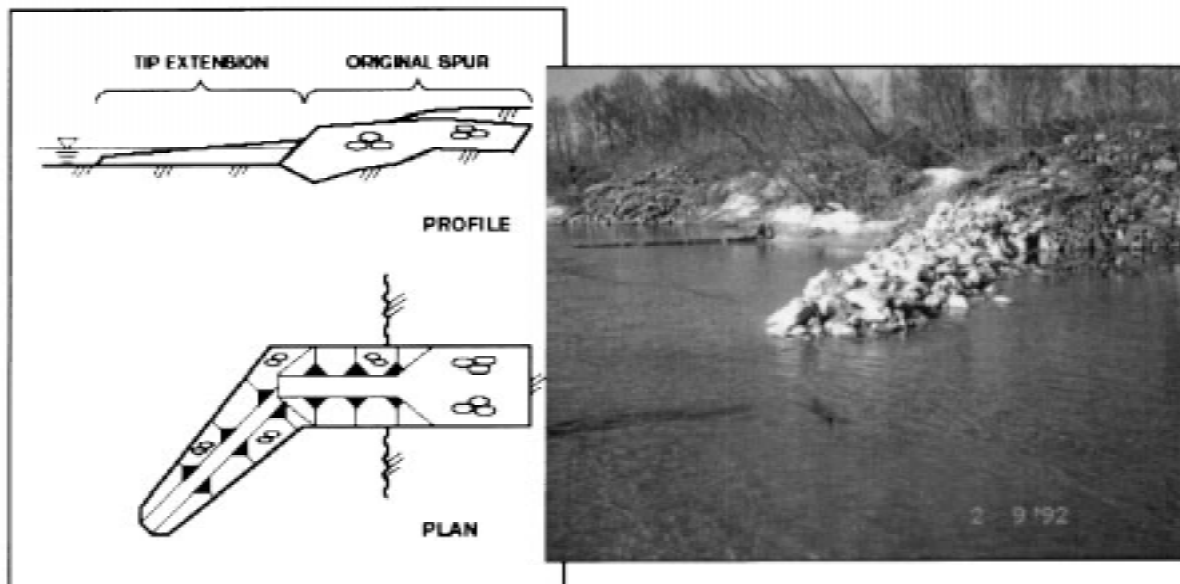 TIP EXTENSION
ORIGINAL SPUR
PROFILE
PLAN
2 9 '92